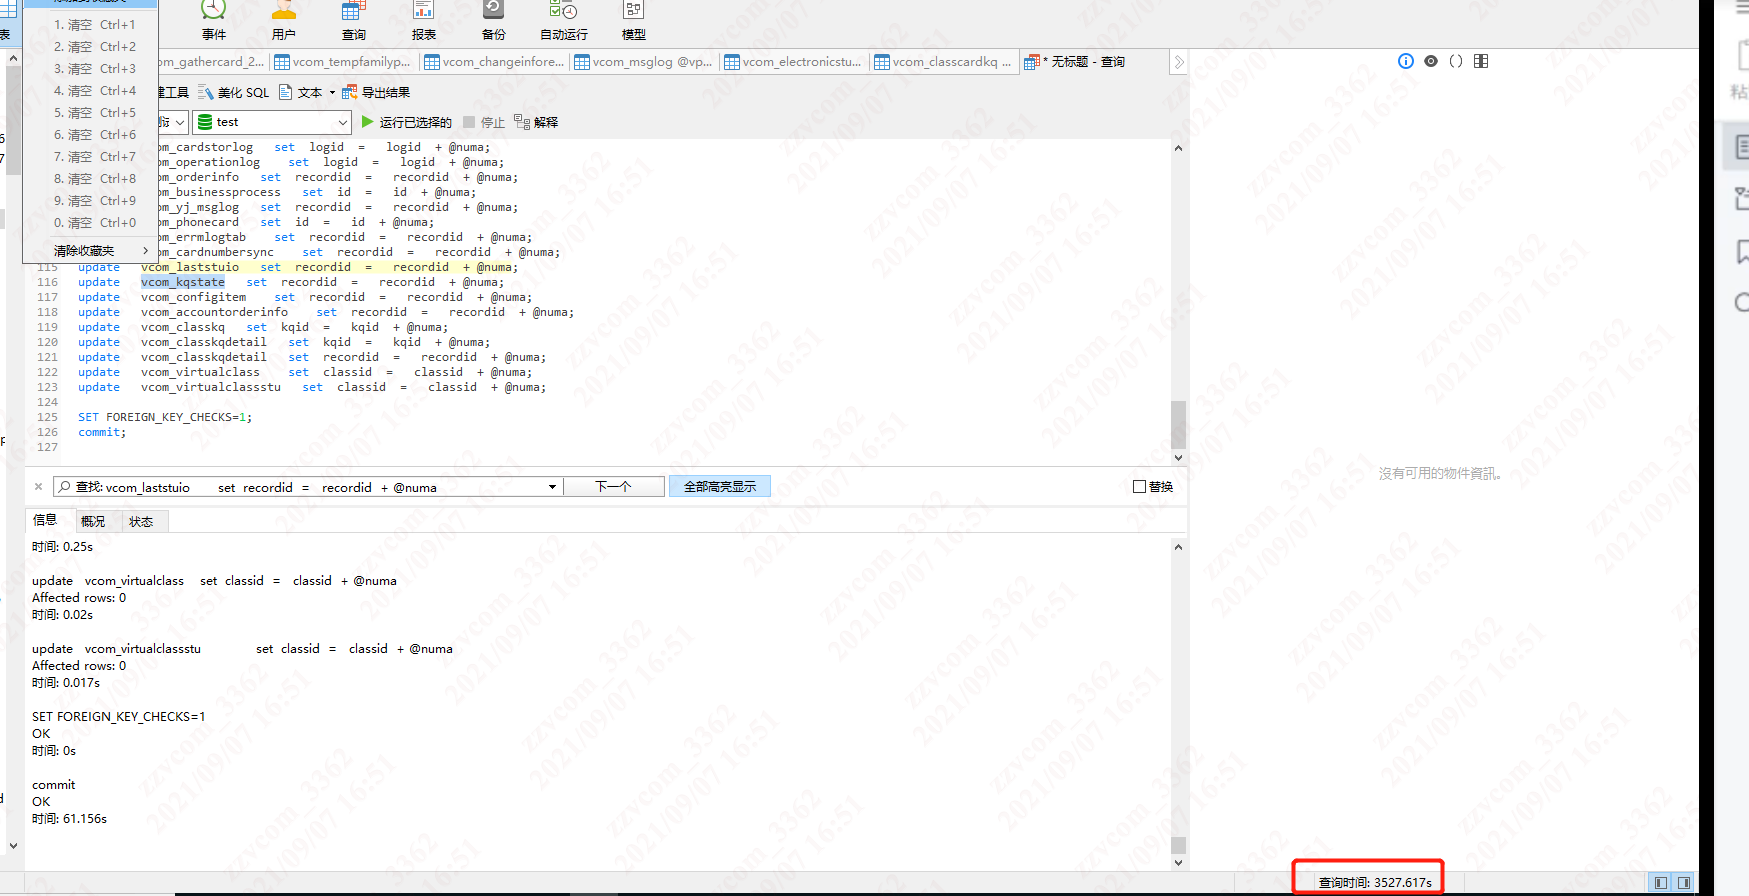 1. 清空 Ctrl+1
2. 清空 Ctrl+2
3. 清空 Ctrl+3
4. 清空 Ctrl+4
5. 清空 Ctrl+5
6. 清空 Ctrl+6
7. 清空 Ctrl+7
8. 清空 Ctrl+8
9. 清空 Ctrl+9
0. 清空 Ctrl+0
清除收藏夹
表
事件
用户
查询
报表
备份
自动运行
模型
om_gathercard_2...
vcom_tempfamilyp...
vcom_changeinfore...
vcom_msglog @vp...
vcom_electronicstu...
vcom_classcardkq ...
* 无标题 - 查询
建工具
美化 SQL
文本
导出结果
test
运行已选择的
停止
解释
om_cardstorlog set logid = logid + @numa;
om_operationlog set logid = logid + @numa;
om_orderinfo set recordid = recordid + @numa;
om_businessprocess set id = id + @numa;
om_yj_msglog set recordid = recordid + @numa;
om_phonecard set id = id + @numa;
om_errmlogtab set recordid = recordid + @numa;
om_cardnumbersync set recordid = recordid + @numa;
115 update vcom_laststuio set recordid = recordid + @numa;
116 update vcom_kqstate set recordid = recordid + @numa;
117 update vcom_configitem set recordid = recordid + @numa;
118 update vcom_accountorderinfo set recordid = recordid + @numa;
119 update vcom_classkq set kqid = kqid + @numa;
120 update vcom_classkqdetail set kqid = kqid + @numa;
121 update vcom_classkqdetail set recordid = recordid + @numa;
122 update vcom_virtualclass set classid = classid + @numa;
123 update vcom_virtualclassstu set classid = classid + @numa;
124
125 SET FOREIGN_KEY_CHECKS=1;
126 commit;
127
查找: vcom_laststuio set recordid = recordid + @numa
下一个
全部高亮显示
替换
信息
概况
状态
时间: 0.25s
update vcom_virtualclass set classid = classid + @numa
Affected rows: 0
时间: 0.02s
update vcom_virtualclassstu set classid = classid + @numa
Affected rows: 0
时间: 0.017s
SET FOREIGN_KEY_CHECKS=1
OK
时间: 0s
commit
OK
时间: 61.156s
沒有可用的物件資訊。
查询时间: 3527.617s
粘
zzvcom_3362
2021/09/07 16:51